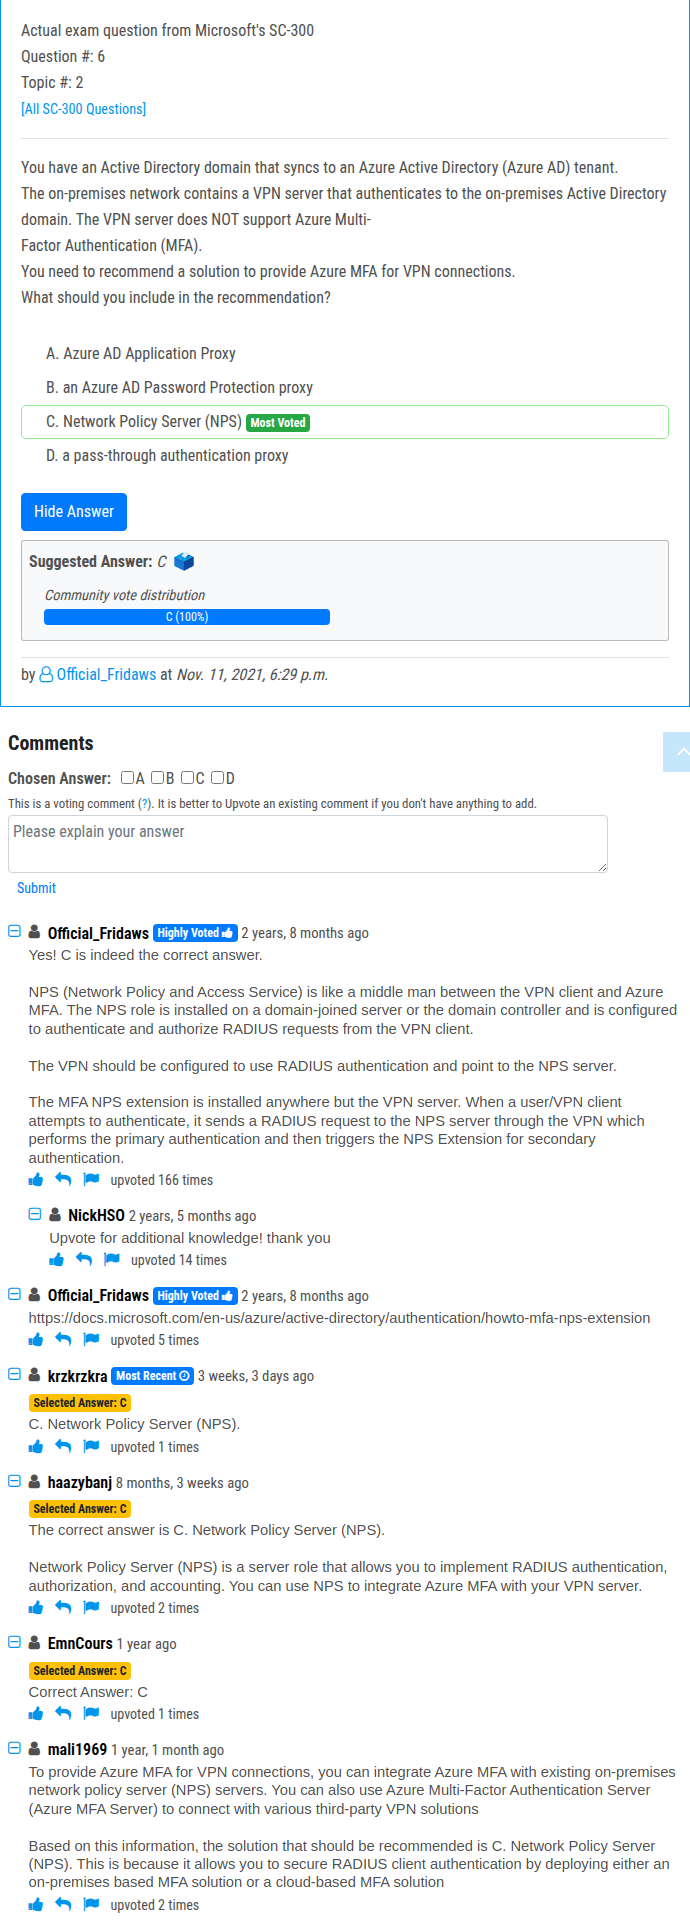 Actual exam question from Microsoft's SC-300
Question #: 6
Topic #: 2
[All SC-300 Questions]
You have an Active Directory domain that syncs to an Azure Active Directory (Azure AD) tenant.
The on-premises network contains a VPN server that authenticates to the on-premises Active Directory
domain. The VPN server does NOT support Azure Multi-
Factor Authentication (MFA).
You need to recommend a solution to provide Azure MFA for VPN connections.
What should you include in the recommendation?
A. Azure AD Application Proxy
B. an Azure AD Password Protection proxy
C. Network Policy Server (NPS) Most Voted
D. a pass-through authentication proxy
Hide Answer
Suggested Answer: C
Community vote distribution
C (100%)
by Official_Fridaws at Nov. 11, 2021, 6:29 p.m.
Comments
Chosen Answer: A B C D
This is a voting comment (?). It is better to Upvote an existing comment if you don't have anything to add.
Please explain your answer
Submit
Official_Fridaws Highly Voted 2 years, 8 months ago
Yes! C is indeed the correct answer.
NPS (Network Policy and Access Service) is like a middle man between the VPN client and Azure
MFA. The NPS role is installed on a domain-joined server or the domain controller and is configured
to authenticate and authorize RADIUS requests from the VPN client.
The VPN should be configured to use RADIUS authentication and point to the NPS server.
The MFA NPS extension is installed anywhere but the VPN server. When a user/VPN client
attempts to authenticate, it sends a RADIUS request to the NPS server through the VPN which
performs the primary authentication and then triggers the NPS Extension for secondary
authentication.
upvoted 166 times
NickHSO 2 years, 5 months ago
Upvote for additional knowledge! thank you
upvoted 14 times
Official_Fridaws Highly Voted 2 years, 8 months ago
https://docs.microsoft.com/en-us/azure/active-directory/authentication/howto-mfa-nps-extension
upvoted 5 times
krzkrzkra Most Recent 3 weeks, 3 days ago
Selected Answer: C
C. Network Policy Server (NPS).
upvoted 1 times
haazybanj 8 months, 3 weeks ago
Selected Answer: C
The correct answer is C. Network Policy Server (NPS).
Network Policy Server (NPS) is a server role that allows you to implement RADIUS authentication,
authorization, and accounting. You can use NPS to integrate Azure MFA with your VPN server.
upvoted 2 times
EmnCours 1 year ago
Selected Answer: C
Correct Answer: C
upvoted 1 times
mali1969 1 year, 1 month ago
To provide Azure MFA for VPN connections, you can integrate Azure MFA with existing on-premises
network policy server (NPS) servers. You can also use Azure Multi-Factor Authentication Server
(Azure MFA Server) to connect with various third-party VPN solutions
Based on this information, the solution that should be recommended is C. Network Policy Server
(NPS). This is because it allows you to secure RADIUS client authentication by deploying either an
on-premises based MFA solution or a cloud-based MFA solution
upvoted 2 times